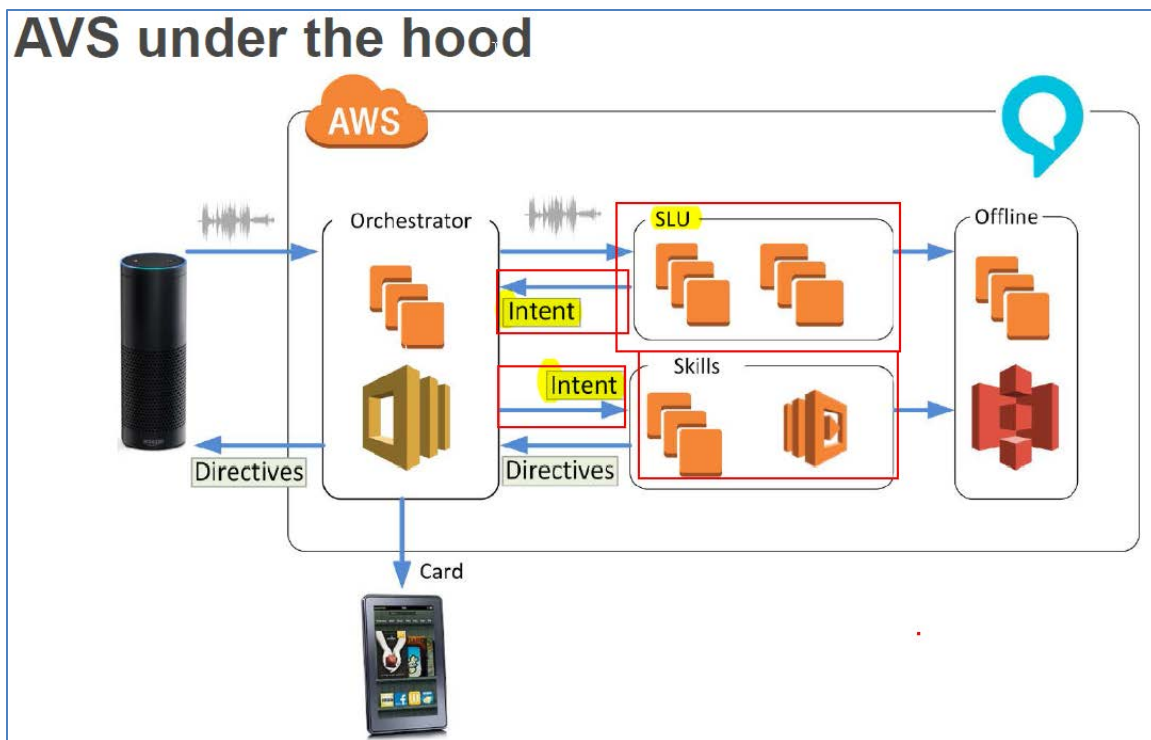 AVS under the hood
AWS
Orchestrator
SLU
Offline
Intent
Intent
Skills
Directives
Directives
Card